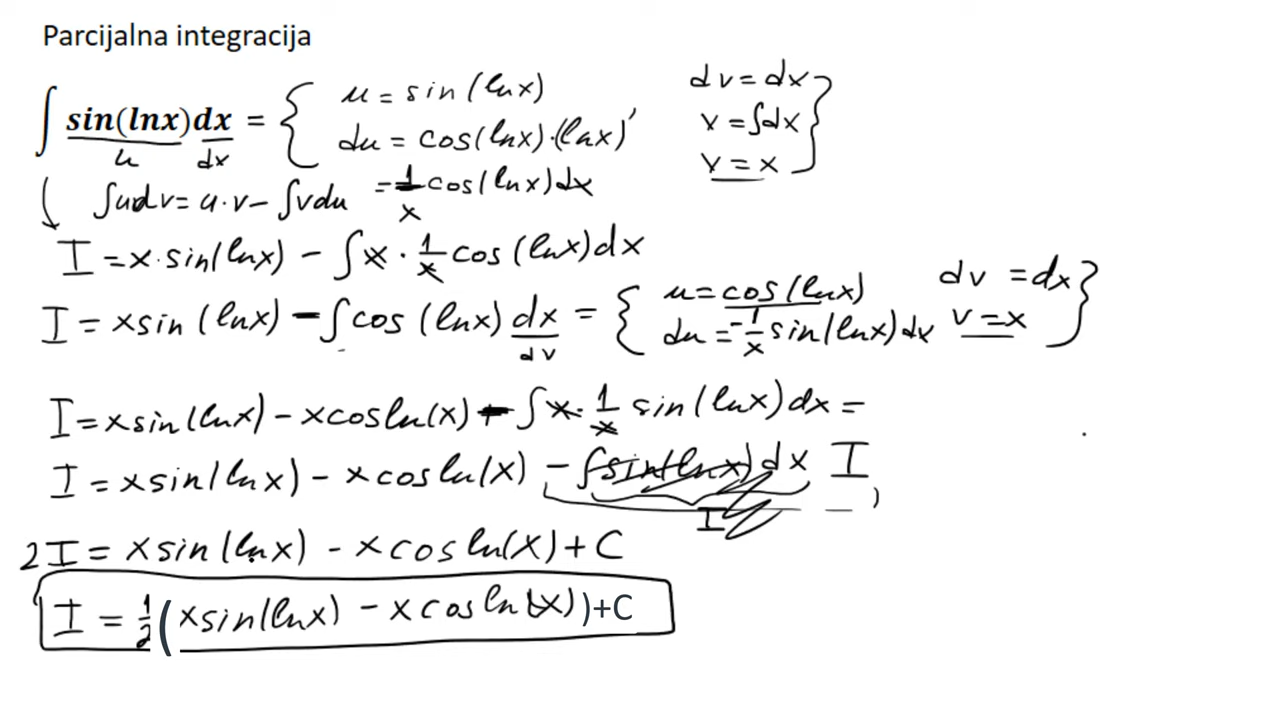 Parcijalna integracija
∫ sin(lnx)dx = { u = sin(lnx) dv = dx }
u dx du = cos(lnx)·(lnx)' v = ∫dx
∫udv = u·v − ∫vdu = 1/x cos(lnx)dx v = x
I = x·sin(lnx) − ∫x · 1/x cos(lnx)dx
I = xsin(lnx) − ∫cos(lnx) dx = { u = cos(lnx) dv = dx }
dv du = −1/x sin(lnx)dx v = x
I = xsin(lnx) − xcosln(x) + ∫x· 1/x sin(lnx)dx =
I = xsin(lnx) − xcosln(x) − ∫sin(lnx)dx I
I
2I = xsin(lnx) − xcosln(x) + C
I = 1/2 (xsin(lnx) − xcosln(x))+C